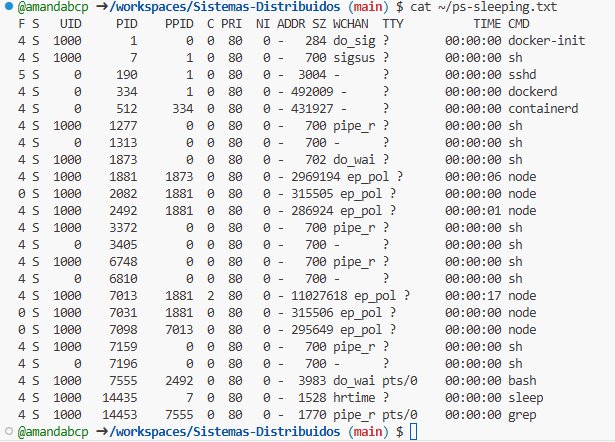 @amandabcp → /workspaces/Sistemas-Distribuidos (main) $ cat ~/ps-sleeping.txt
F S   UID     PID    PPID  C PRI  NI ADDR SZ WCHAN  TTY          TIME CMD
4 S  1000       1       0  0  80   0 -   284 do_sig ?        00:00:00 docker-init
4 S  1000       7       1  0  80   0 -   700 sigsus ?        00:00:00 sh
5 S     0     190       1  0  80   0 -  3004 -      ?        00:00:00 sshd
4 S     0     334       1  0  80   0 - 492009 -     ?        00:00:00 dockerd
4 S     0     512     334  0  80   0 - 431927 -     ?        00:00:00 containerd
4 S  1000    1277       0  0  80   0 -   700 pipe_r ?        00:00:00 sh
4 S     0    1313       0  0  80   0 -   700 -      ?        00:00:00 sh
4 S  1000    1873       0  0  80   0 -   702 do_wai ?        00:00:00 sh
4 S  1000    1881    1873  0  80   0 - 2969194 ep_pol ?      00:00:06 node
0 S  1000    2082    1881  0  80   0 - 315505 ep_pol ?       00:00:00 node
4 S  1000    2492    1881  0  80   0 - 286924 ep_pol ?       00:00:01 node
4 S  1000    3372       0  0  80   0 -   700 pipe_r ?        00:00:00 sh
4 S     0    3405       0  0  80   0 -   700 -      ?        00:00:00 sh
4 S  1000    6748       0  0  80   0 -   700 pipe_r ?        00:00:00 sh
4 S     0    6810       0  0  80   0 -   700 -      ?        00:00:00 sh
4 S  1000    7013    1881  2  80   0 - 11027618 ep_pol ?     00:00:17 node
0 S  1000    7031    1881  0  80   0 - 315506 ep_pol ?       00:00:00 node
0 S  1000    7098    7013  0  80   0 - 295649 ep_pol ?       00:00:00 node
4 S  1000    7159       0  0  80   0 -   700 pipe_r ?        00:00:00 sh
4 S     0    7196       0  0  80   0 -   700 -      ?        00:00:00 sh
4 S  1000    7555    2492  0  80   0 -  3983 do_wai pts/0    00:00:00 bash
4 S  1000   14435       7  0  80   0 -  1528 hrtime ?        00:00:00 sleep
4 S  1000   14453    7555  0  80   0 -  1770 pipe_r pts/0    00:00:00 grep
@amandabcp → /workspaces/Sistemas-Distribuidos (main) $